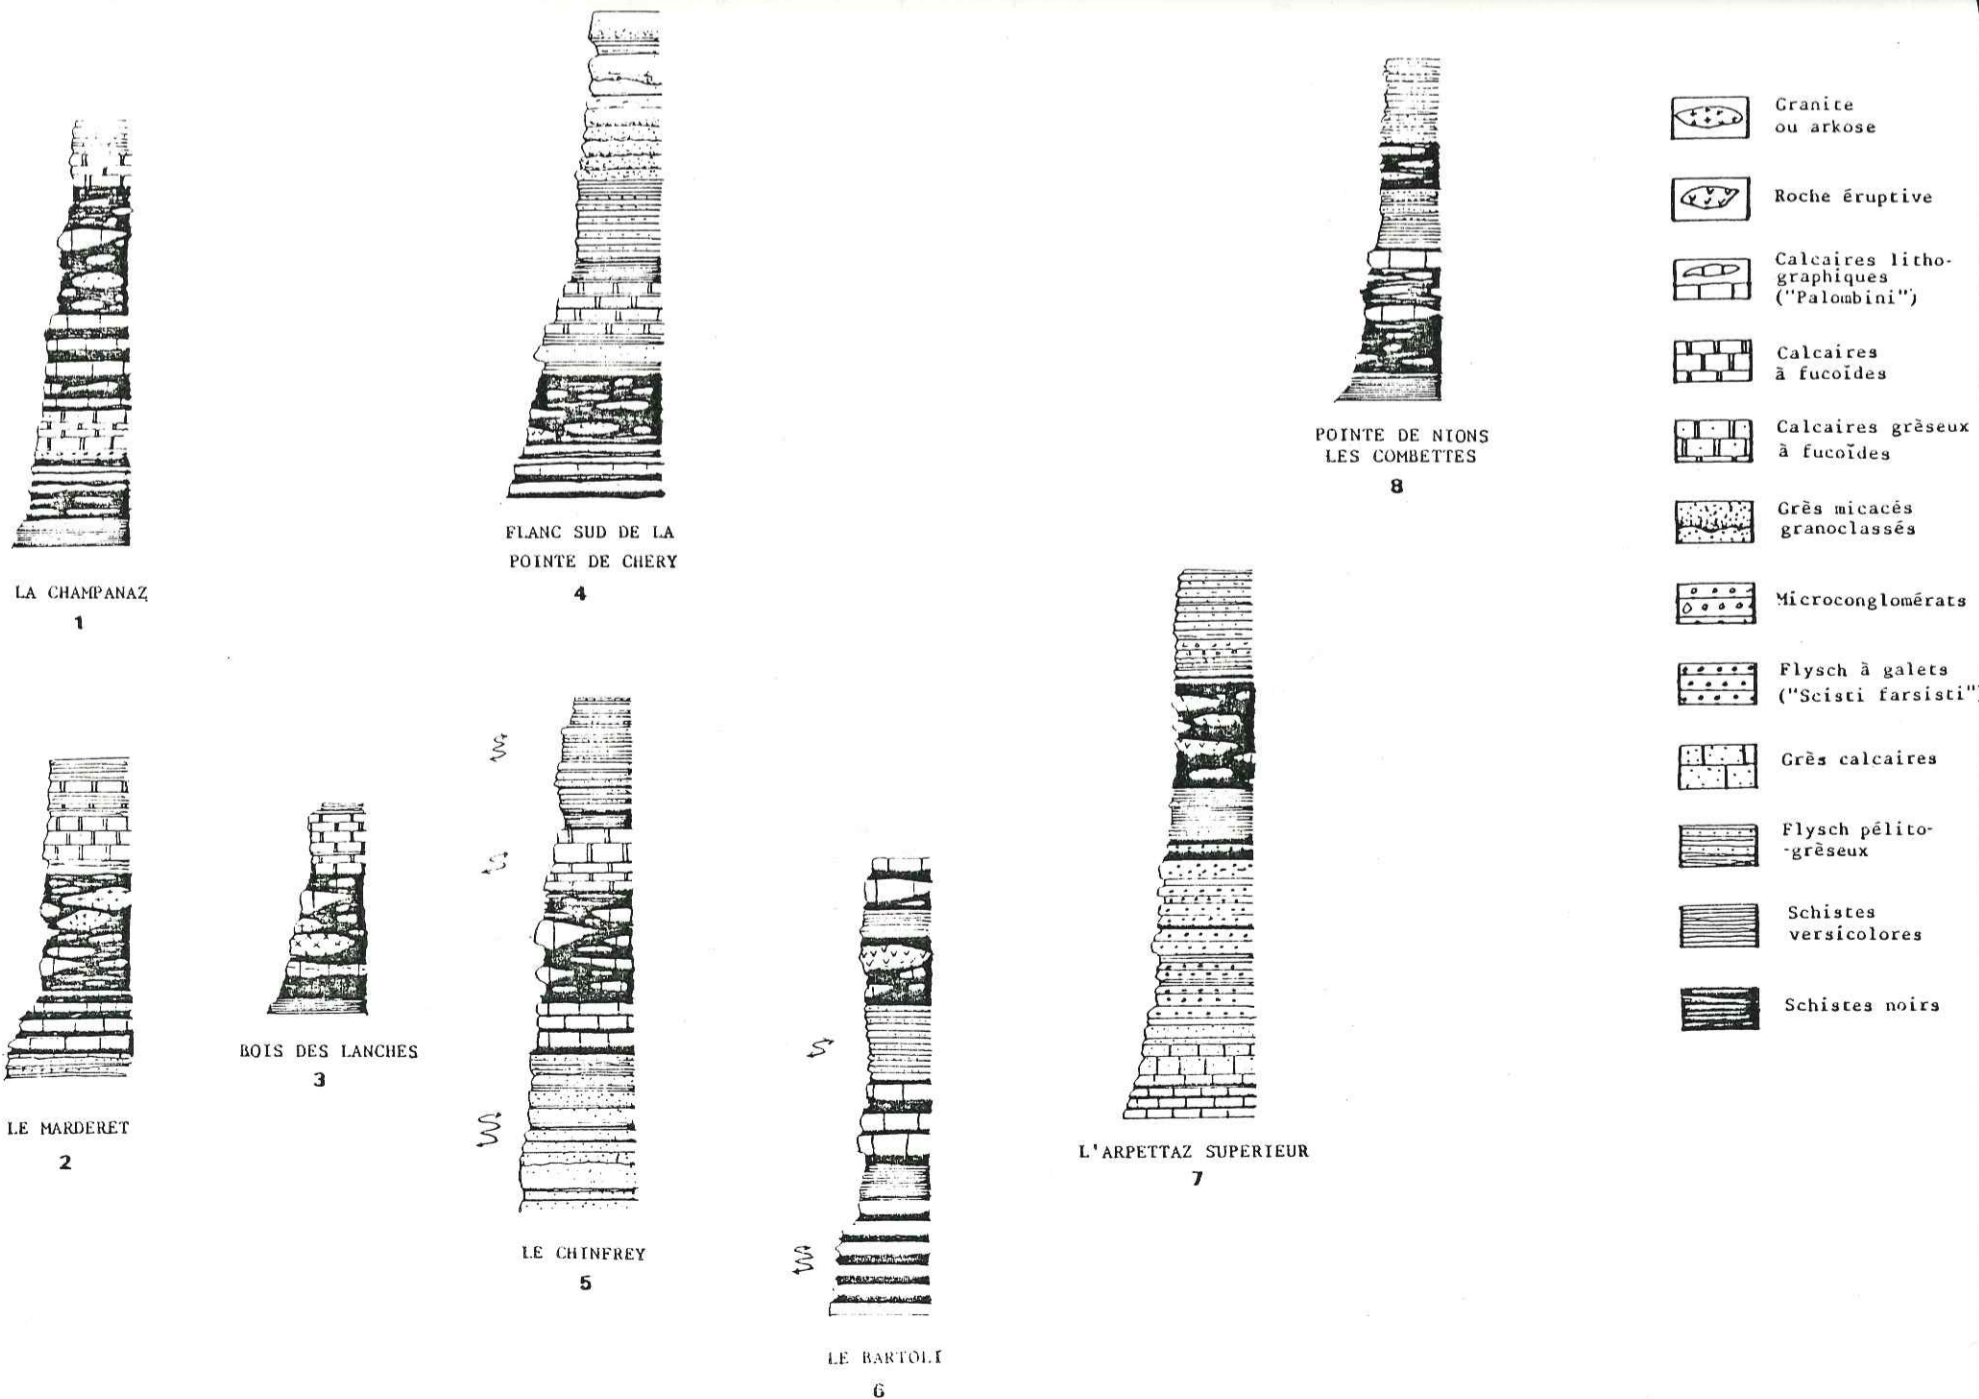 LA CHAMPANAZ
1
FLANC SUD DE LA
POINTE DE CHERY
4
POINTE DE NIONS
LES COMBETTES
8
LE MARDERET
2
BOIS DES LANCHES
3
LE CHINFREY
5
LE BARTOLI
6
L'ARPETTAZ SUPERIEUR
7
Granite
ou arkose
Roche éruptive
Calcaires litho-
graphiques
("Palombini")
Calcaires
à fucoïdes
Calcaires grèseux
à fucoïdes
Grès micacés
granoclassés
Microconglomérats
Flysch à galets
("Scisti farsisti")
Grès calcaires
Flysch pélito-
-grèseux
Schistes
versicolores
Schistes noirs